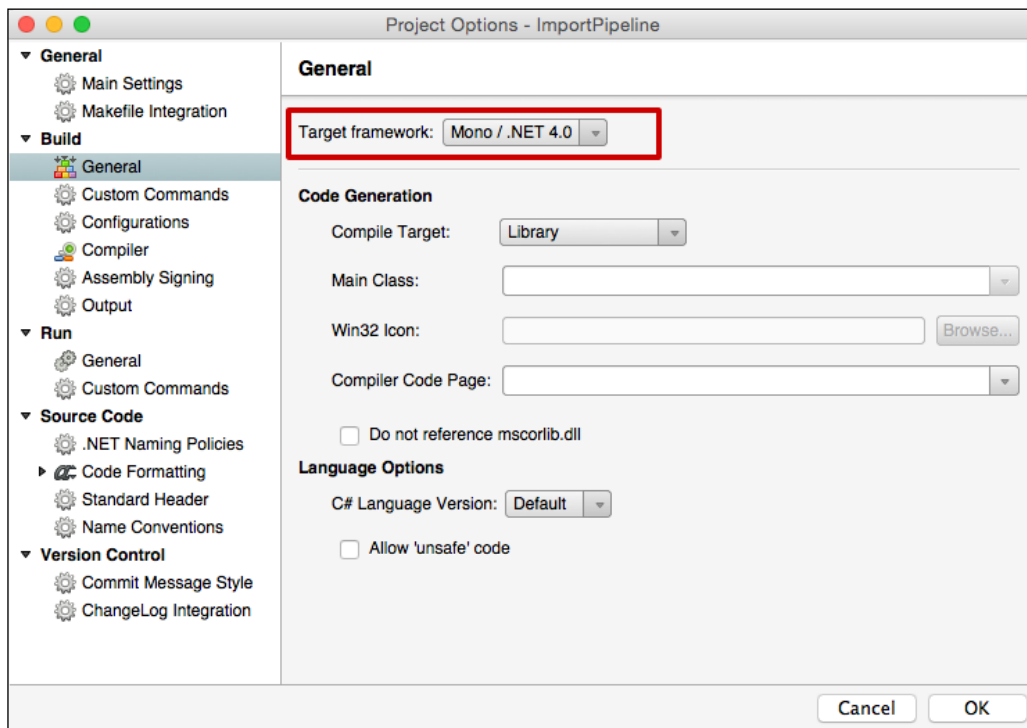 Project Options - ImportPipeline
General
Main Settings
Makefile Integration
Build
General
Custom Commands
Configurations
Compiler
Assembly Signing
Output
Run
General
Custom Commands
Source Code
.NET Naming Policies
Code Formatting
Standard Header
Name Conventions
Version Control
Commit Message Style
ChangeLog Integration
General
Target framework: Mono / .NET 4.0
Code Generation
Compile Target: Library
Main Class:
Win32 Icon: Browse...
Compiler Code Page:
Do not reference mscorlib.dll
Language Options
C# Language Version: Default
Allow 'unsafe' code
Cancel OK